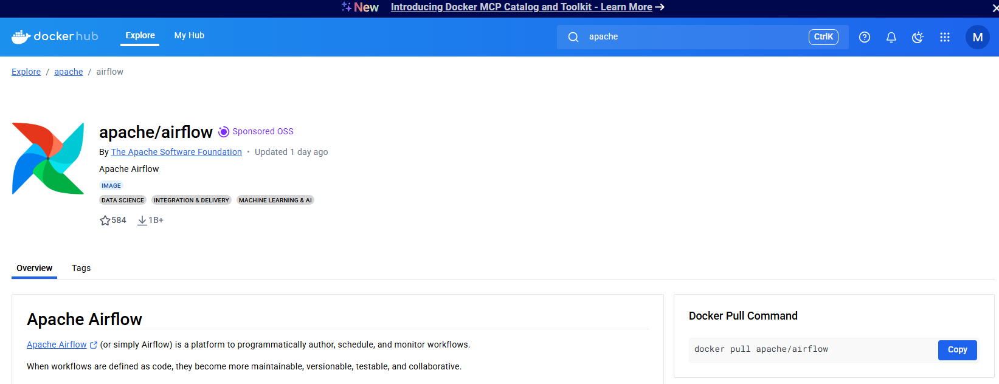 New Introducing Docker MCP Catalog and Toolkit - Learn More →
dockerhub Explore My Hub apache CtrlK M
Explore / apache / airflow
apache/airflow Sponsored OSS
By The Apache Software Foundation • Updated 1 day ago
Apache Airflow
IMAGE
DATA SCIENCE INTEGRATION & DELIVERY MACHINE LEARNING & AI
584 1B+
Overview Tags
Apache Airflow
Apache Airflow (or simply Airflow) is a platform to programmatically author, schedule, and monitor workflows.
When workflows are defined as code, they become more maintainable, versionable, testable, and collaborative.
Docker Pull Command
docker pull apache/airflow Copy